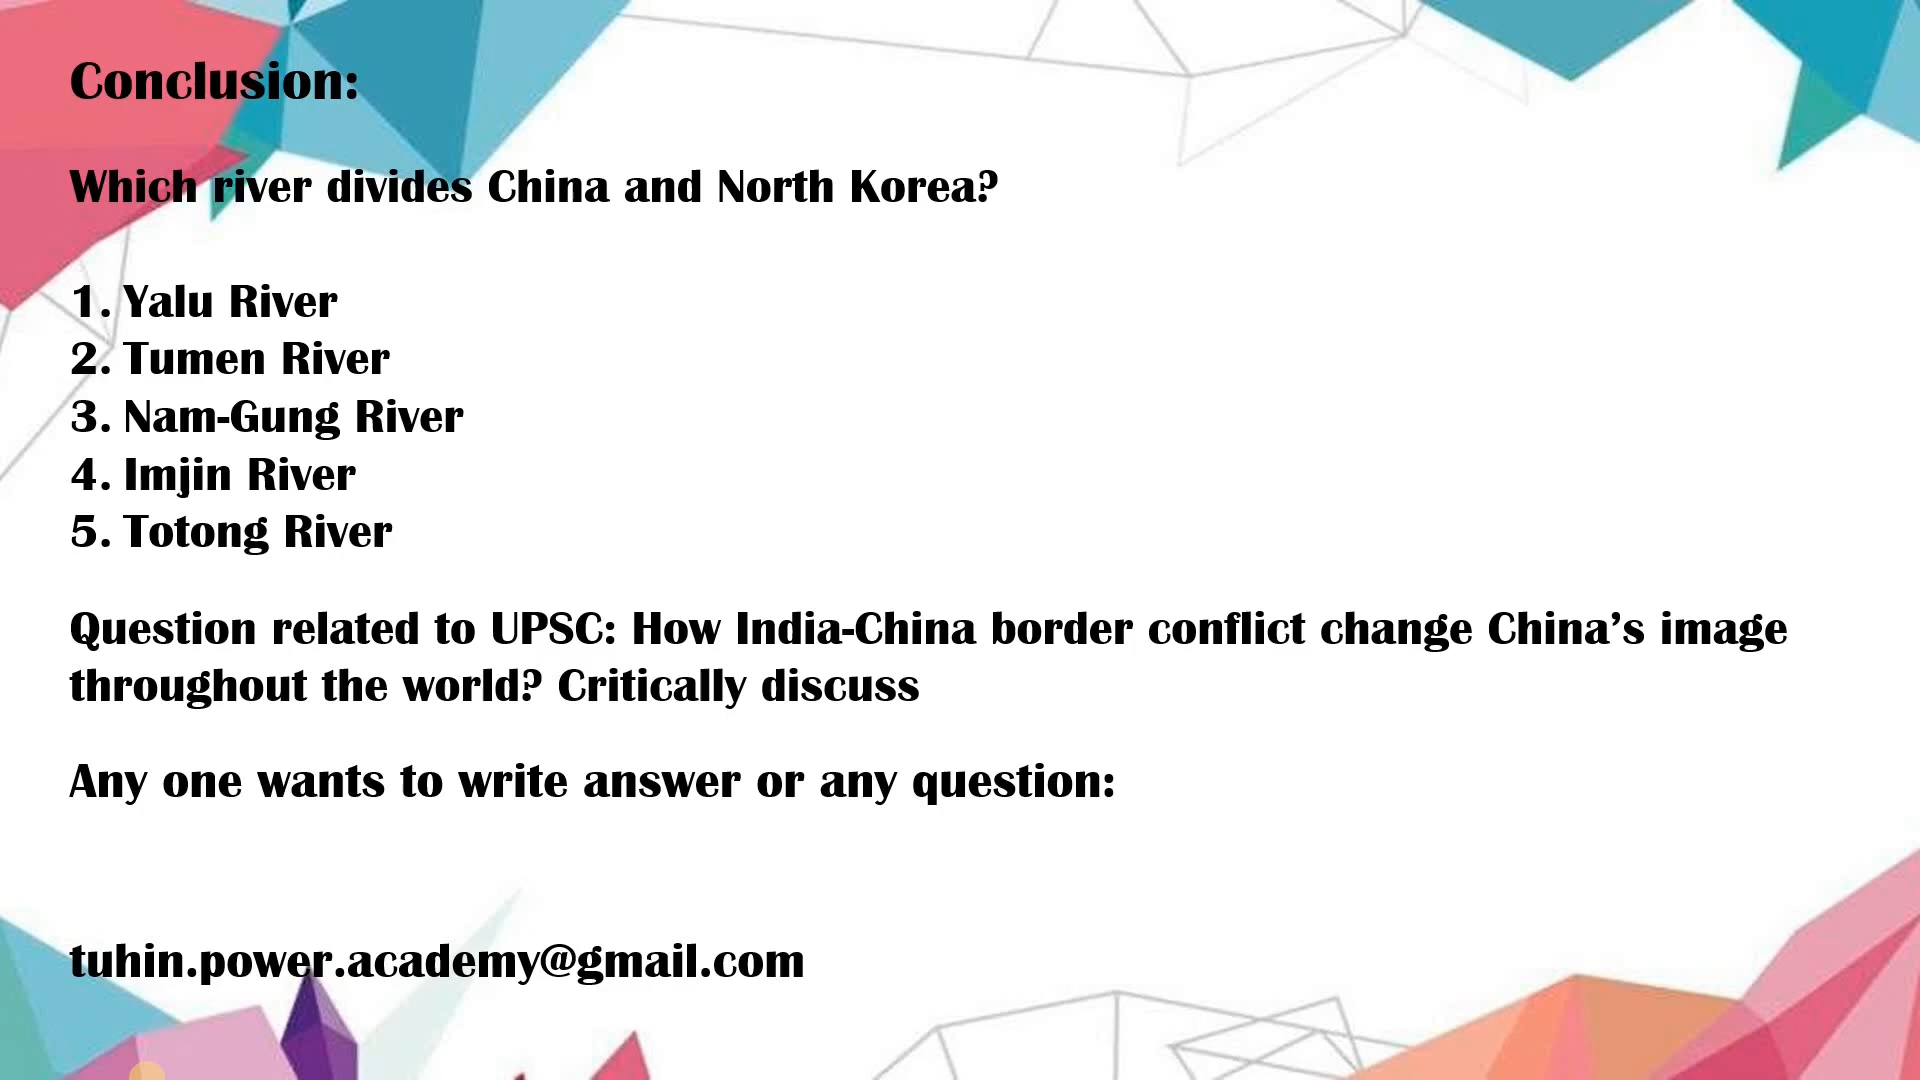 Conclusion:
Which river divides China and North Korea?
1. Yalu River
2. Tumen River
3. Nam-Gung River
4. Imjin River
5. Totong River
Question related to UPSC: How India-China border conflict change China’s image
throughout the world? Critically discuss
Any one wants to write answer or any question:
tuhin.power.academy@gmail.com